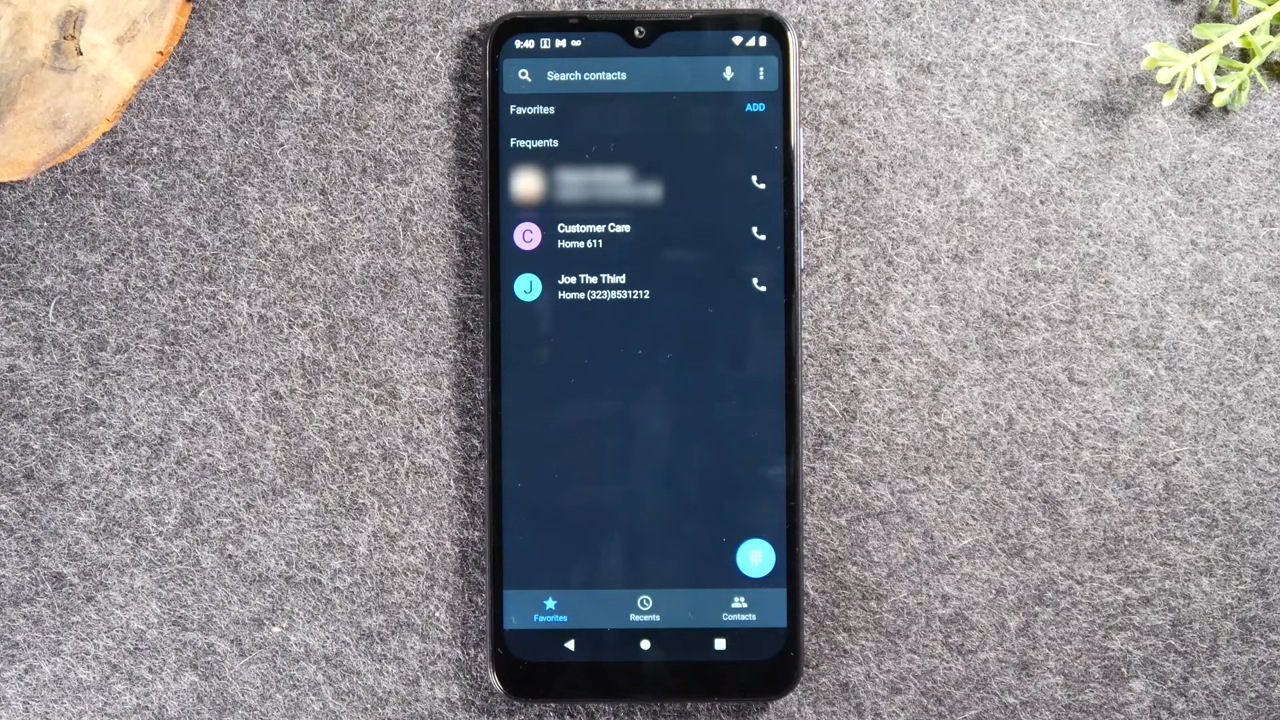 9:40
Search contacts
Favorites ADD
Frequents
C Customer Care
Home 611
J Joe The Third
Home (323)8531212
Favorites Recents Contacts